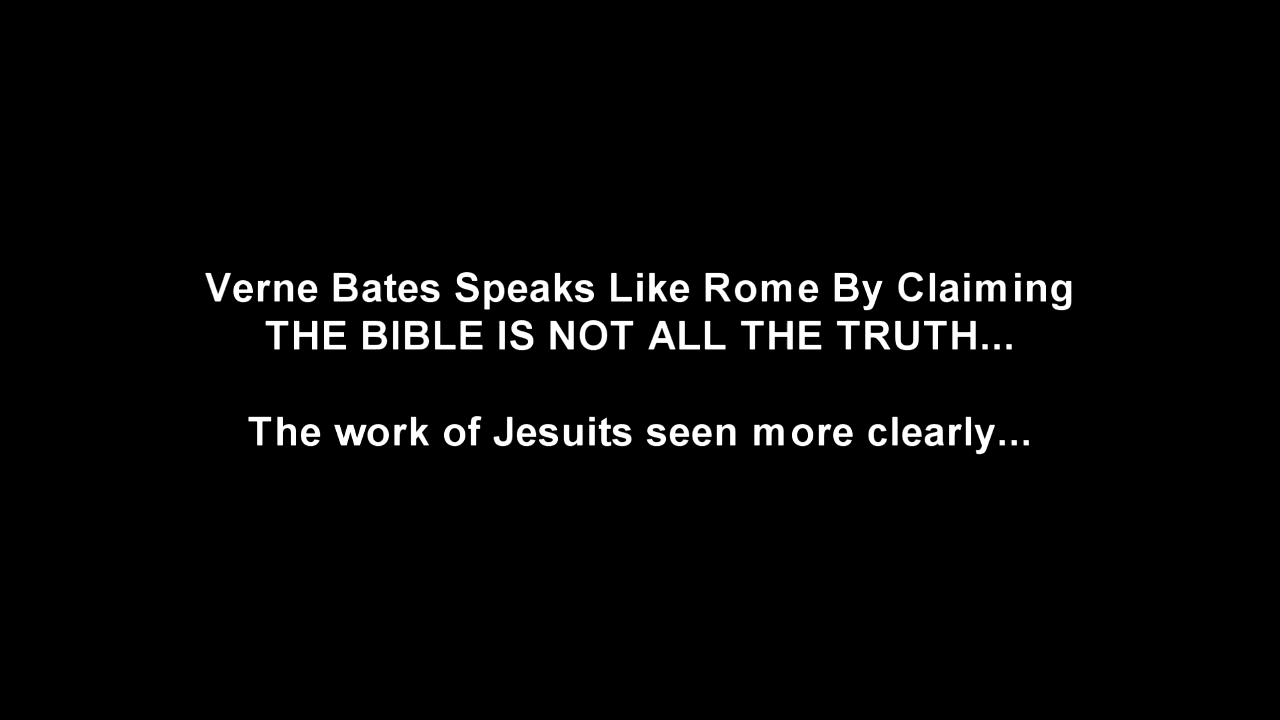 Verne Bates Speaks Like Rome By Claiming
THE BIBLE IS NOT ALL THE TRUTH...
The work of Jesuits seen more clearly...